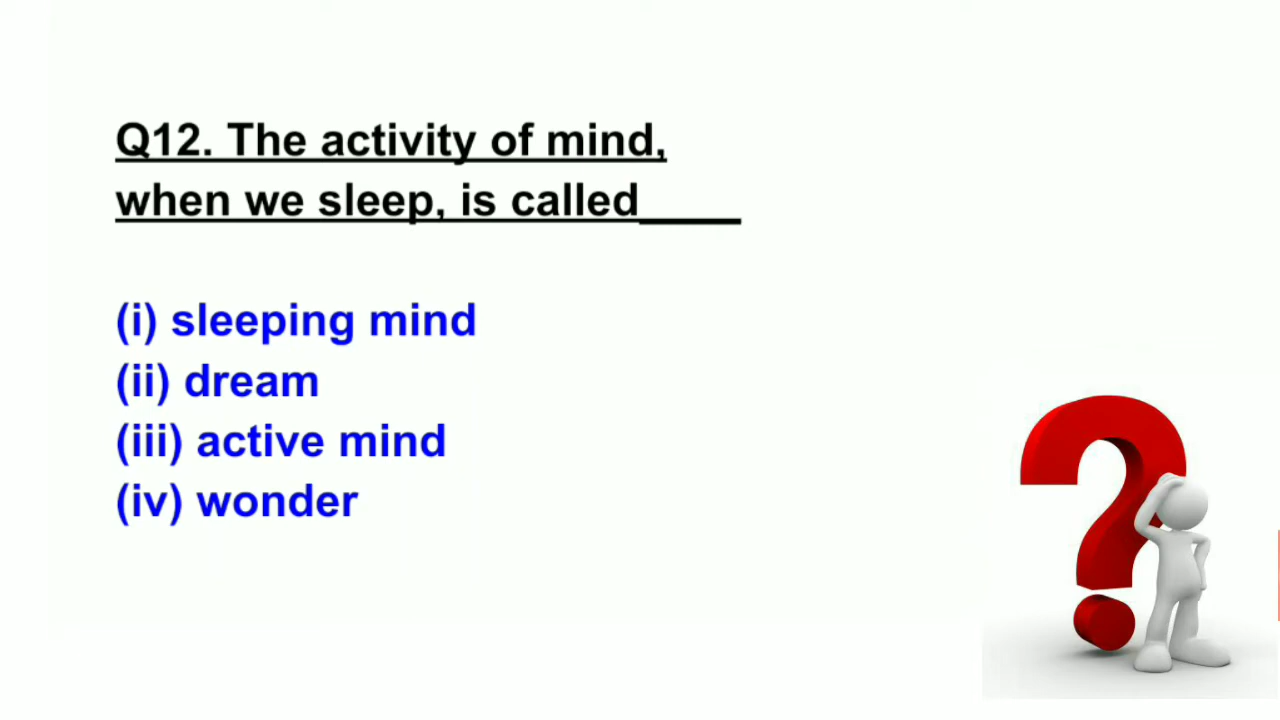 Q12. The activity of mind,
when we sleep, is called____
(i) sleeping mind
(ii) dream
(iii) active mind
(iv) wonder